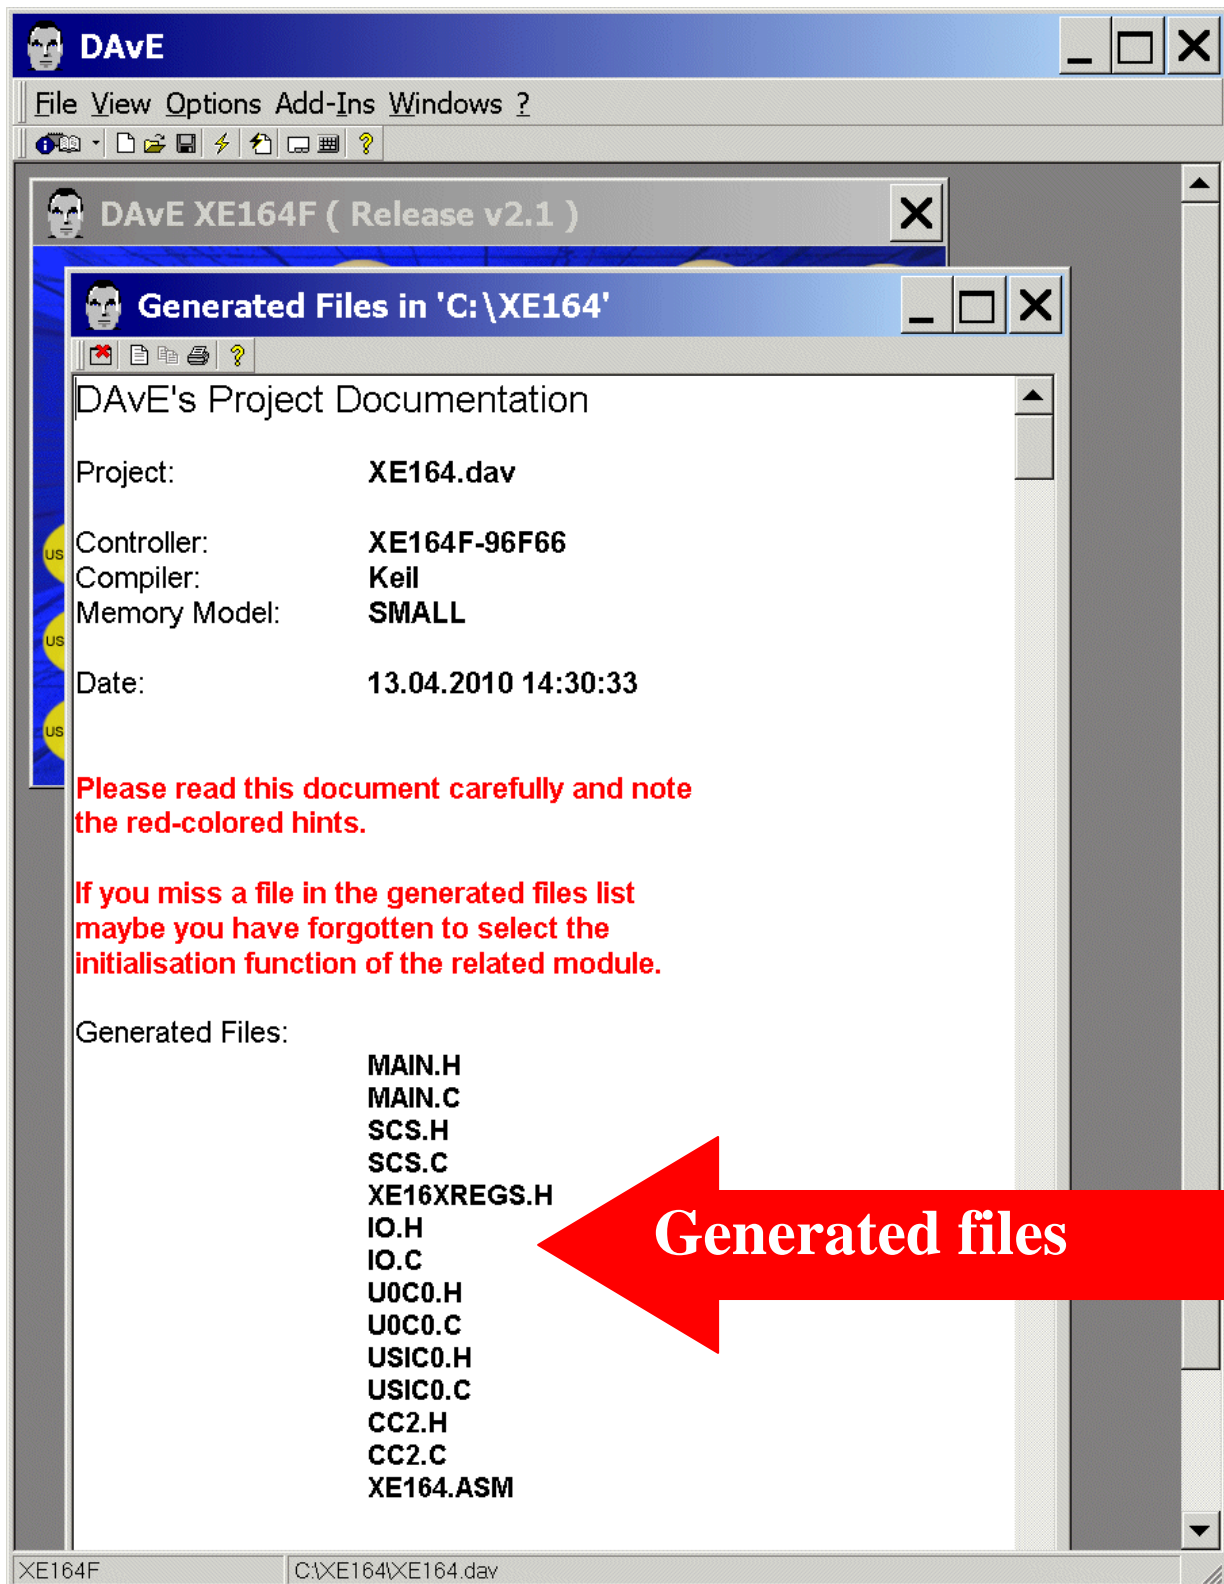 DAvE
File View Options Add-Ins Windows ?
DAvE XE164F ( Release v2.1 )
Generated Files in 'C:\XE164'
DAvE's Project Documentation
Project: XE164.dav
Controller: XE164F-96F66
Compiler: Keil
Memory Model: SMALL
Date: 13.04.2010 14:30:33
Please read this document carefully and note
the red-colored hints.
If you miss a file in the generated files list
maybe you have forgotten to select the
initialisation function of the related module.
Generated Files:
MAIN.H
MAIN.C
SCS.H
SCS.C
XE16XREGS.H
IO.H
IO.C
U0C0.H
U0C0.C
USIC0.H
USIC0.C
CC2.H
CC2.C
XE164.ASM
Generated files
US
US
US
XE164F C:\XE164\XE164.dav